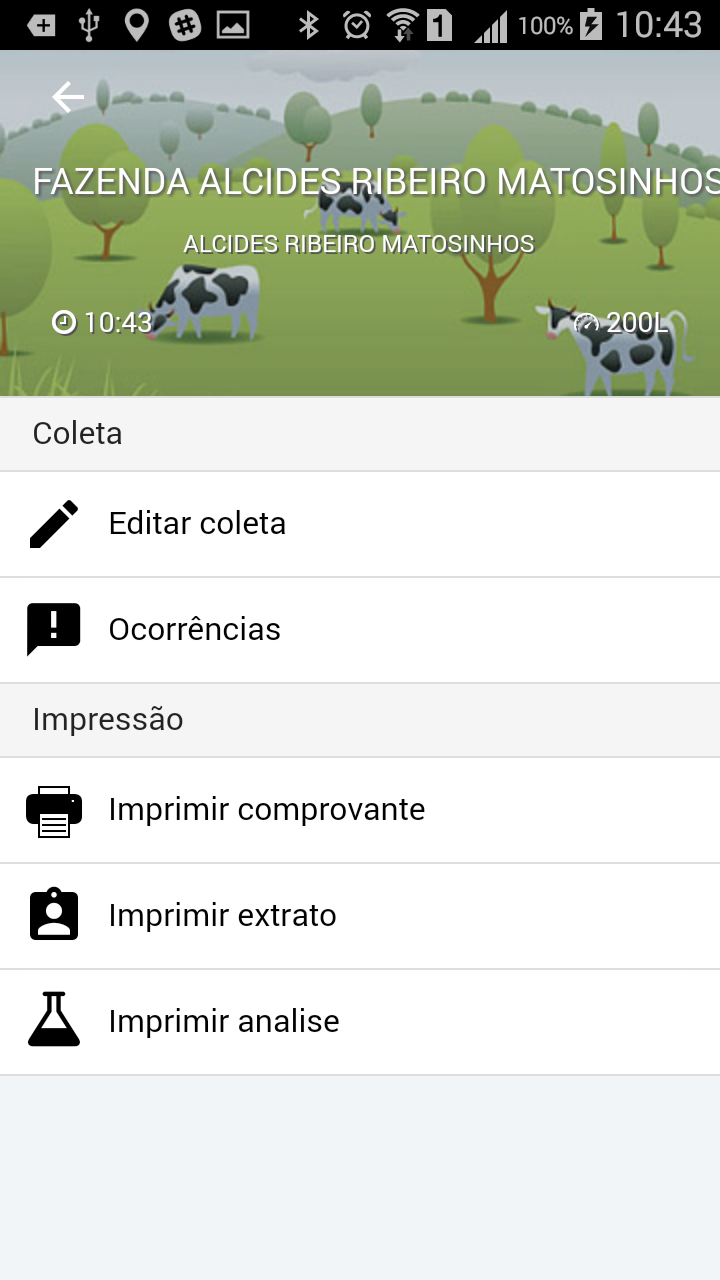 1 100% 10:43
FAZENDA ALCIDES RIBEIRO MATOSINHOS
ALCIDES RIBEIRO MATOSINHOS
10:43 200L
Coleta
Editar coleta
Ocorrências
Impressão
Imprimir comprovante
Imprimir extrato
Imprimir analise